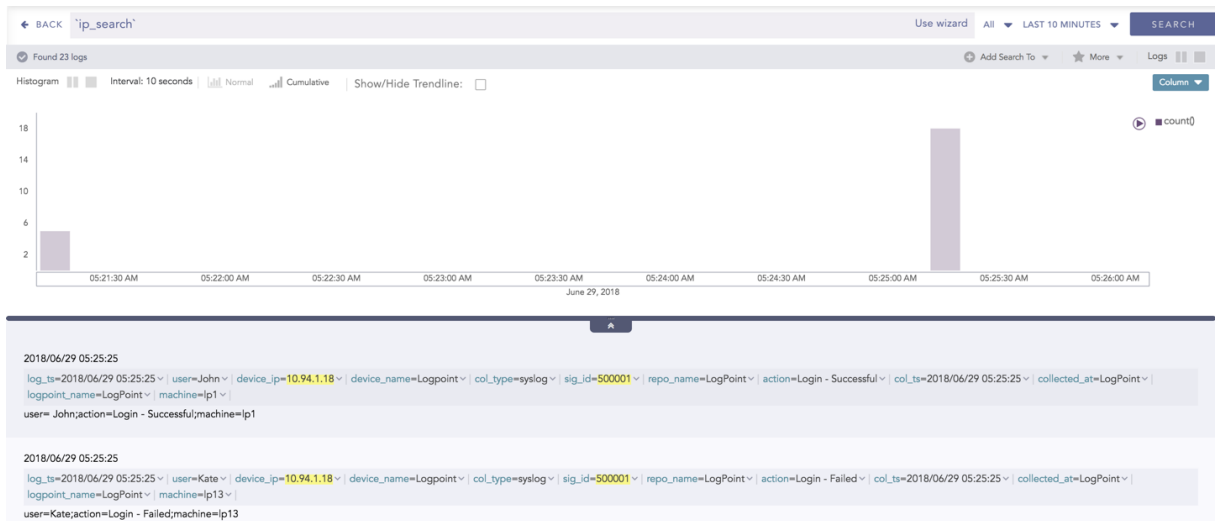 BACK `ip_search` Use wizard All LAST 10 MINUTES SEARCH
Found 23 logs Add Search To More Logs
Histogram Interval: 10 seconds Normal Cumulative Show/Hide Trendline: Column
count()
18
14
10
6
2
05:21:30 AM 05:22:00 AM 05:22:30 AM 05:23:00 AM 05:23:30 AM 05:24:00 AM 05:24:30 AM 05:25:00 AM 05:25:30 AM 05:26:00 AM
June 29, 2018
2018/06/29 05:25:25
log_ts=2018/06/29 05:25:25 | user=John | device_ip=10.94.1.18 | device_name=Logpoint | col_type=syslog | sig_id=500001 | repo_name=LogPoint | action=Login - Successful | col_ts=2018/06/29 05:25:25 | collected_at=LogPoint |
logpoint_name=LogPoint | machine=lp1 |
user= John;action=Login - Successful;machine=lp1
2018/06/29 05:25:25
log_ts=2018/06/29 05:25:25 | user=Kate | device_ip=10.94.1.18 | device_name=Logpoint | col_type=syslog | sig_id=500001 | repo_name=LogPoint | action=Login - Failed | col_ts=2018/06/29 05:25:25 | collected_at=LogPoint |
logpoint_name=LogPoint | machine=lp13 |
user=Kate;action=Login - Failed;machine=lp13